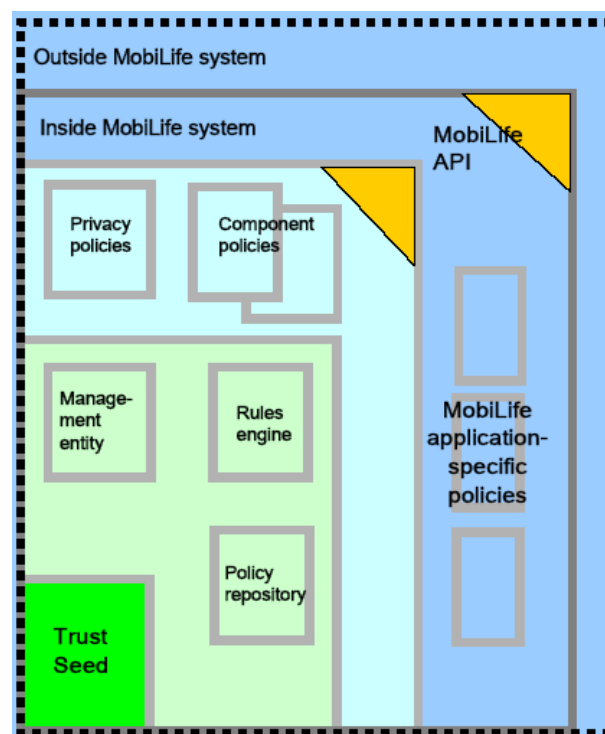 Outside MobiLife system
Inside MobiLife system
MobiLife
API
Privacy
policies
Component
policies
Manage-
ment
entity
Rules
engine
MobiLife
application-
specific
policies
Policy
repository
Trust
Seed